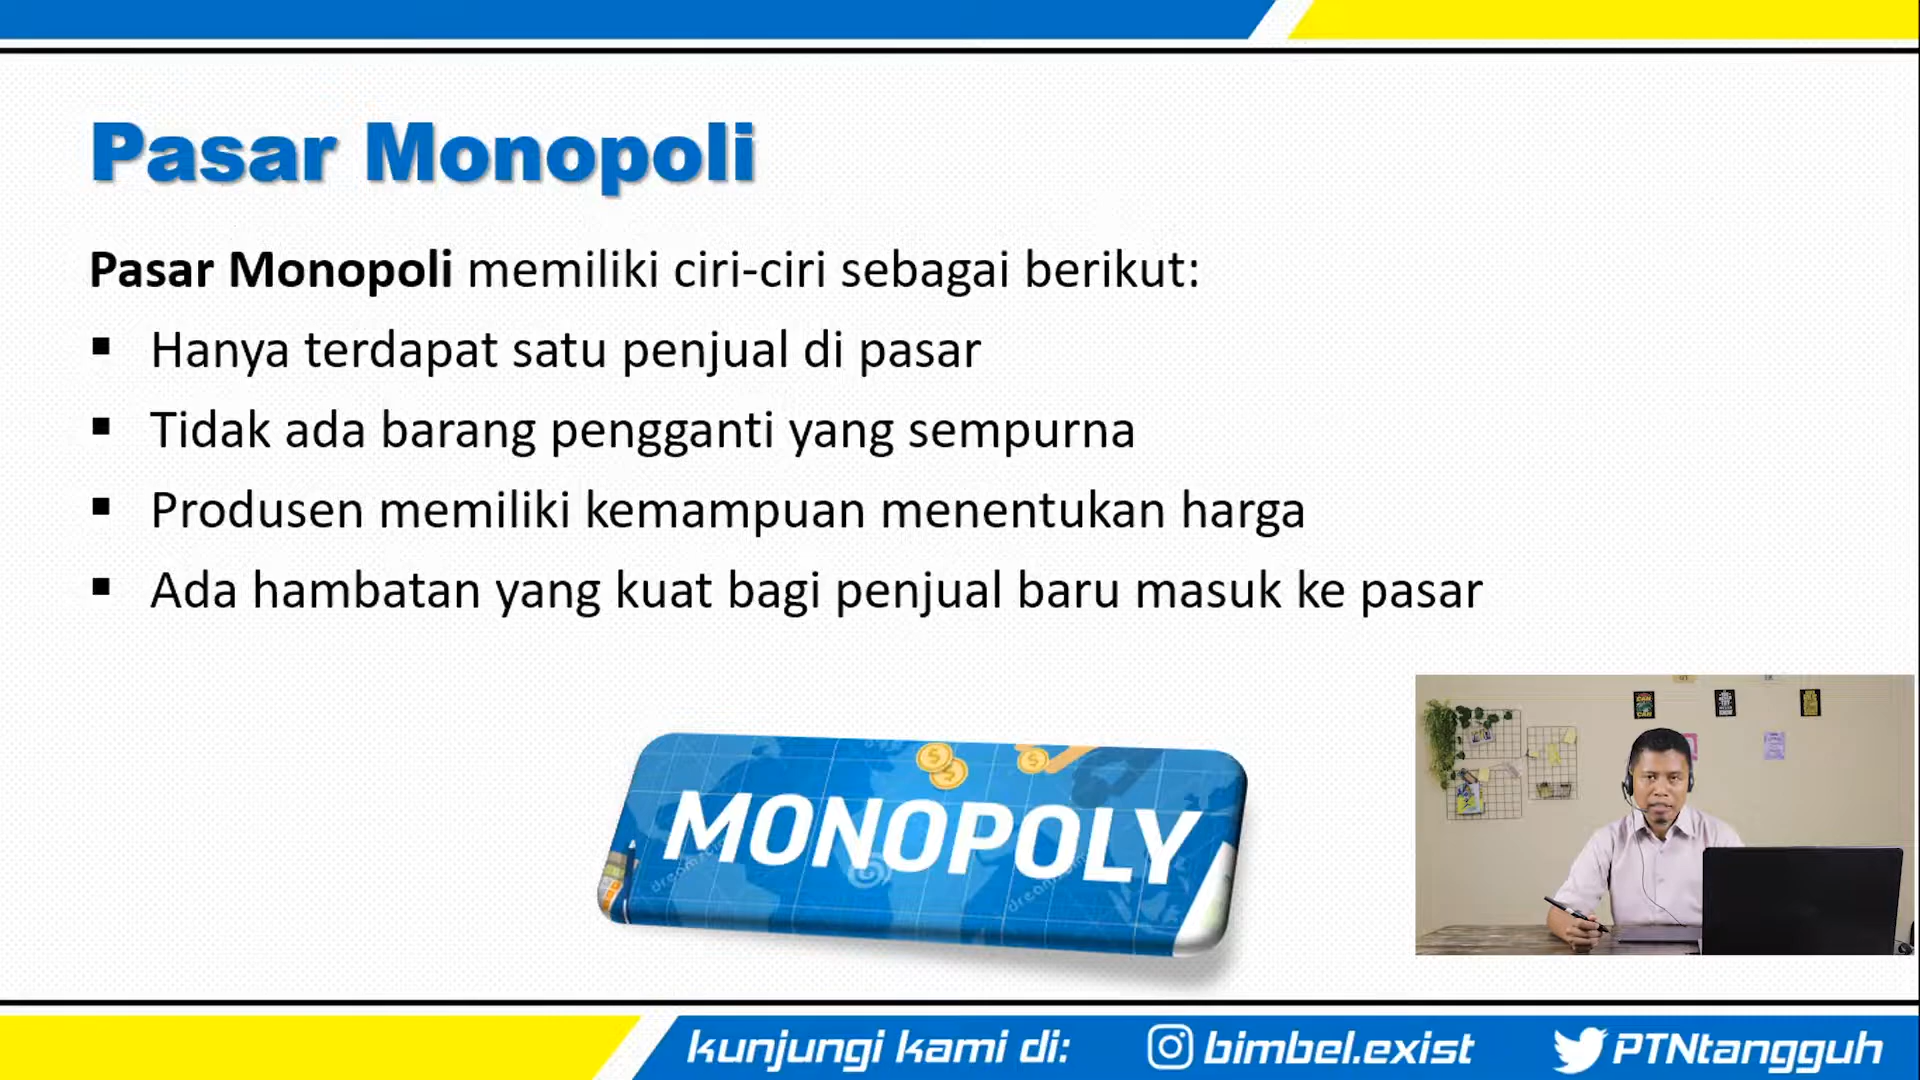 Pasar Monopoli
Pasar Monopoli memiliki ciri-ciri sebagai berikut:
▪ Hanya terdapat satu penjual di pasar
▪ Tidak ada barang pengganti yang sempurna
▪ Produsen memiliki kemampuan menentukan harga
▪ Ada hambatan yang kuat bagi penjual baru masuk ke pasar
MONOPOLY
kunjungi kami di: bimbel.exist PTNtangguh